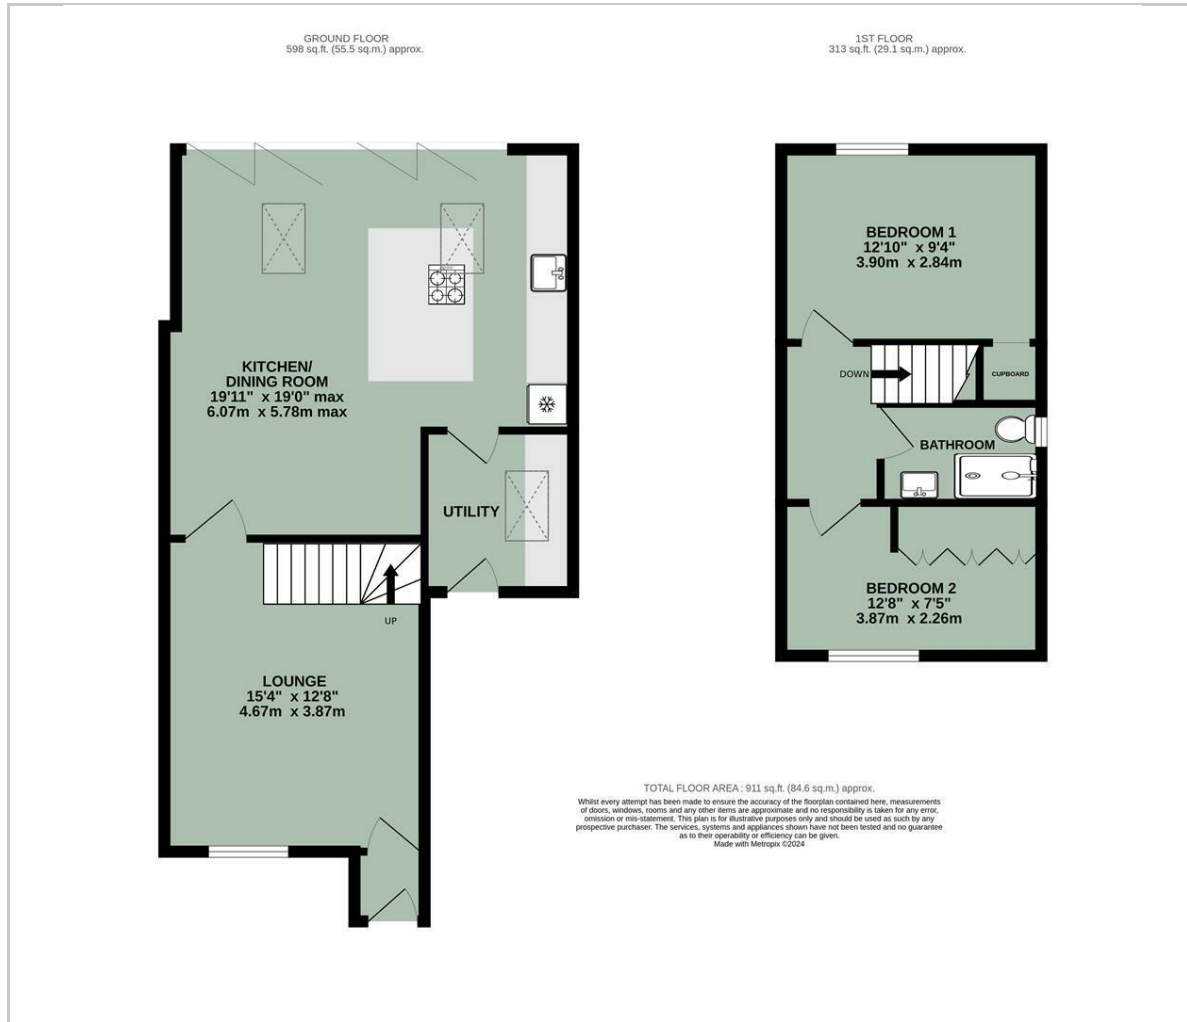 GROUND FLOOR
598 sq.ft. (55.5 sq.m.) approx.
1ST FLOOR
313 sq.ft. (29.1 sq.m.) approx.
KITCHEN/
DINING ROOM
19'11" x 19'0" max
6.07m x 5.78m max
UTILITY
UP
LOUNGE
15'4" x 12'8"
4.67m x 3.87m
BEDROOM 1
12'10" x 9'4"
3.90m x 2.84m
DOWN
CUPBOARD
BATHROOM
BEDROOM 2
12'8" x 7'5"
3.87m x 2.26m
TOTAL FLOOR AREA : 911 sq.ft. (84.6 sq.m.) approx.
Whilst every attempt has been made to ensure the accuracy of the floorplan contained here, measurements
of doors, windows, rooms and any other items are approximate and no responsibility is taken for any error,
omission or mis-statement. This plan is for illustrative purposes only and should be used as such by any
prospective purchaser. The services, systems and appliances shown have not been tested and no guarantee
as to their operability or efficiency can be given.
Made with Metropix ©2024